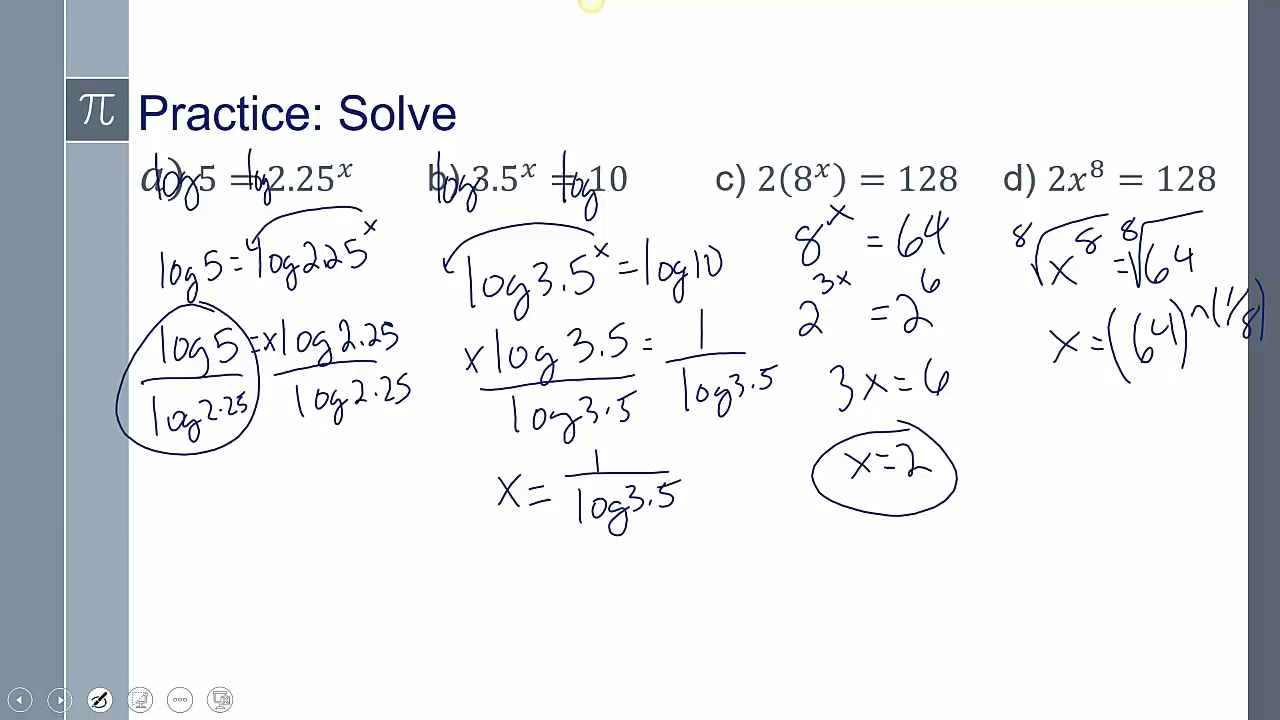 π
Practice: Solve
a) log 5 = log 2.25^x
log 5 = log 2.25^x
log 5 = x log 2.25
log 2.25 log 2.25
b) log 3.5^x = log 10
log 3.5^x = log 10
x log 3.5 = 1
log 3.5 log 3.5
x = 1
log 3.5
c) 2(8^x) = 128
8^x = 64
2^3x = 2^6
3x = 6
x = 2
d) 2x^8 = 128
8√x^8 = 8√64
x = (64)^(1/8)